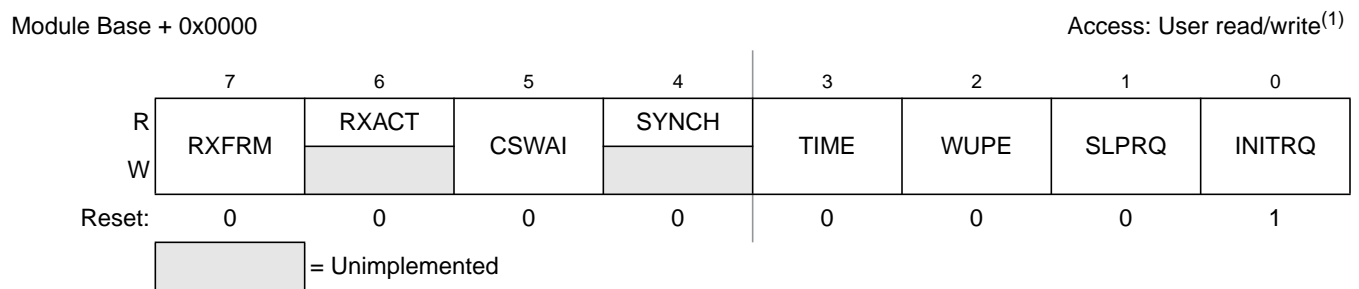 Module Base + 0x0000 Access: User read/write(1)
7 6 5 4 3 2 1 0
R RXFRM RXACT CSWAI SYNCH TIME WUPE SLPRQ INITRQ
W
Reset: 0 0 0 0 0 0 0 1
= Unimplemented